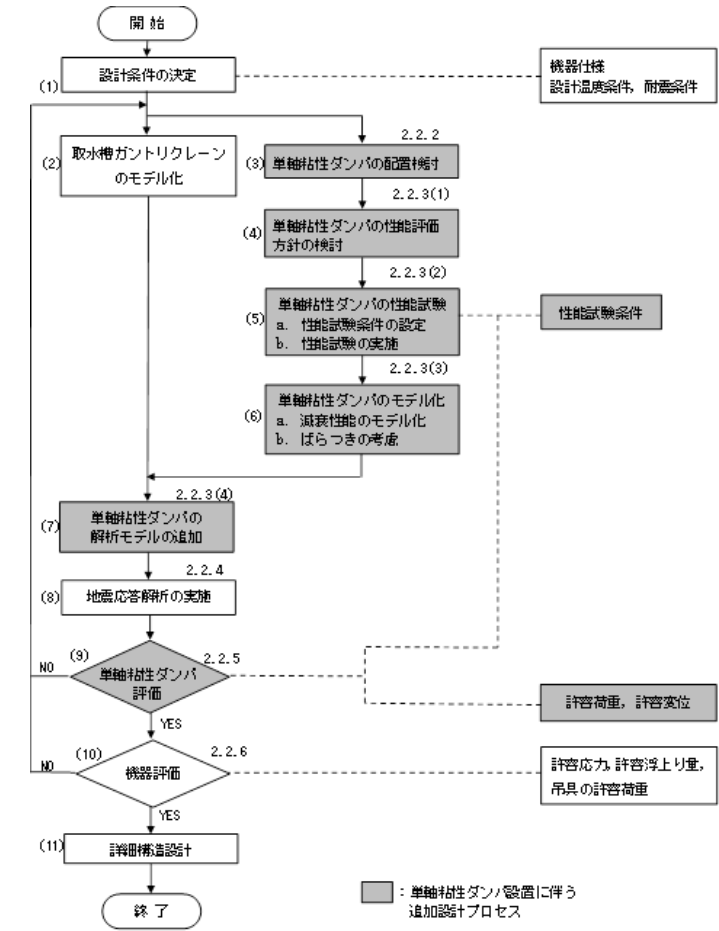 開 始
(1)
設計条件の決定
機器仕様
設計温度条件, 耐震条件
(2)
取水槽ガントリクレーン
のモデル化
2.2.2
(3)
単軸粘性ダンパの配置検討
2.2.3(1)
(4)
単軸粘性ダンパの性能評価
方針の検討
2.2.3(2)
(5)
単軸粘性ダンパの性能試験
a. 性能試験条件の設定
b. 性能試験の実施
性能試験条件
2.2.3(3)
(6)
単軸粘性ダンパのモデル化
a. 減衰性能のモデル化
b. ばらつきの考慮
2.2.3(4)
(7)
単軸粘性ダンパの
解析モデルの追加
2.2.4
(8)
地震応答解析の実施
(9)
2.2.5
NO
単軸粘性ダンパ
評価
許容荷重, 許容変位
YES
(10)
2.2.6
NO
機器評価
許容応力, 許容浮上り量,
吊具の許容荷重
YES
(11)
詳細構造設計
終 了
: 単軸粘性ダンパ設置に伴う
追加設計プロセス